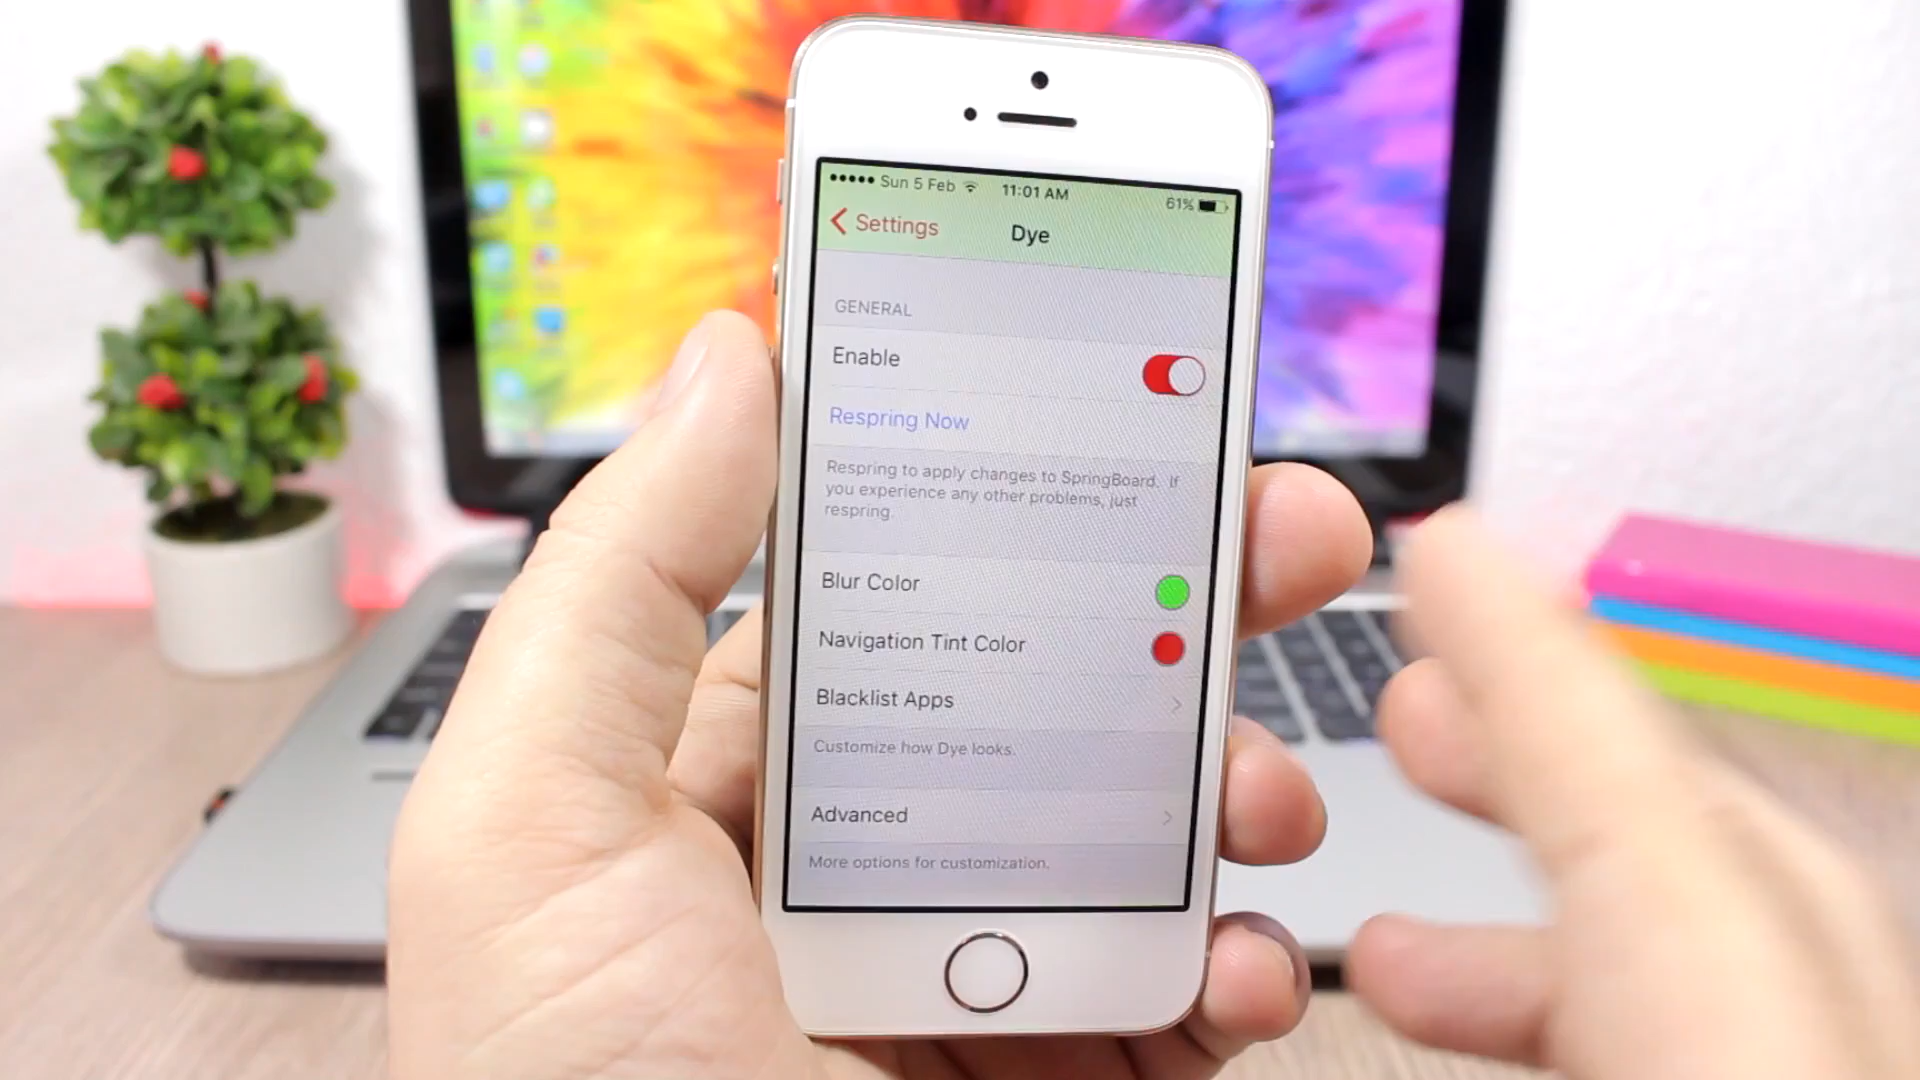 Sun 5 Feb 11:01 AM 61%
Settings Dye
GENERAL
Enable
Respring Now
Respring to apply changes to SpringBoard. If
you experience any other problems, just
respring.
Blur Color
Navigation Tint Color
Blacklist Apps
Customize how Dye looks.
Advanced
More options for customization.